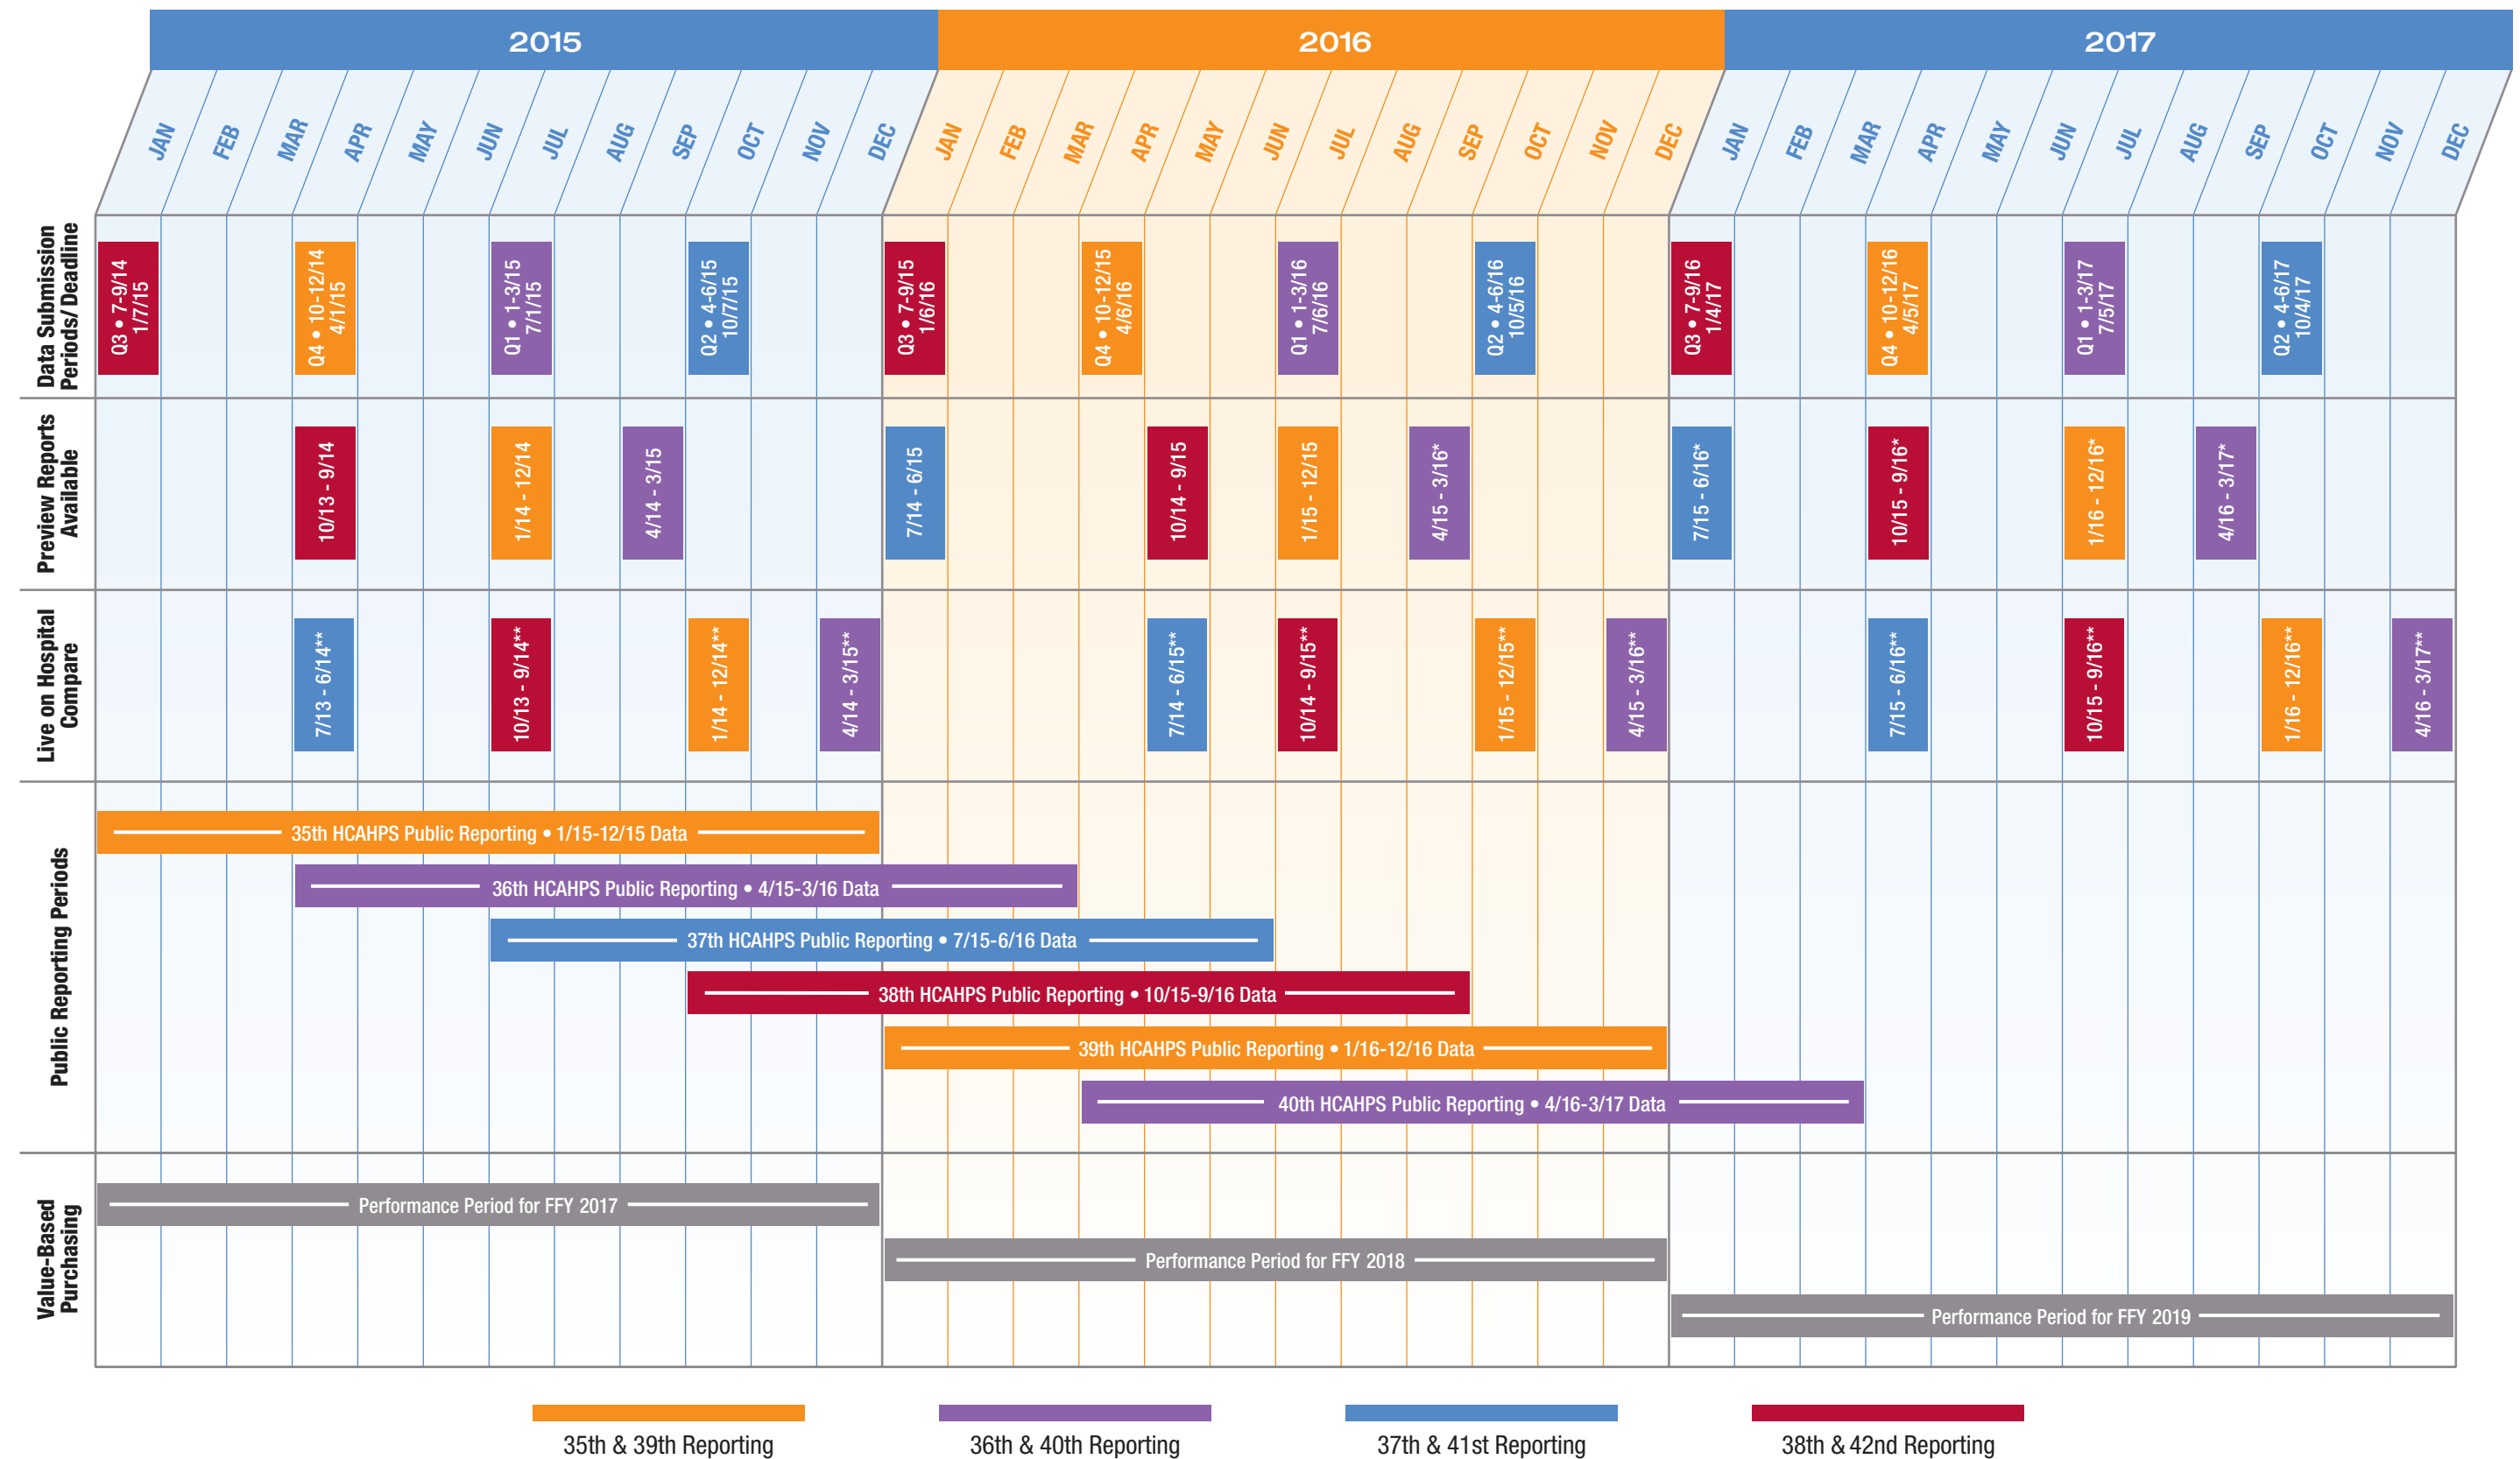 2015
2016
2017
JAN
FEB
MAR
APR
MAY
JUN
JUL
AUG
SEP
OCT
NOV
DEC
JAN
FEB
MAR
APR
MAY
JUN
JUL
AUG
SEP
OCT
NOV
DEC
JAN
FEB
MAR
APR
MAY
JUN
JUL
AUG
SEP
OCT
NOV
DEC
Data Submission
Periods/Deadline
Q3 • 7-9/14
1/7/15
Q4 • 10-12/14
4/1/15
Q1 • 1-3/15
7/1/15
Q2 • 4-6/15
10/7/15
Q3 • 7-9/15
1/6/16
Q4 • 10-12/15
4/6/16
Q1 • 1-3/16
7/6/16
Q2 • 4-6/16
10/5/16
Q3 • 7-9/16
1/4/17
Q4 • 10-12/16
4/5/17
Q1 • 1-3/17
7/5/17
Q2 • 4-6/17
10/4/17
Preview Reports
Available
10/13 - 9/14
1/14 - 12/14
4/14 - 3/15
7/14 - 6/15
10/14 - 9/15
1/15 - 12/15
4/15 - 3/16*
7/15 - 6/16*
10/15 - 9/16*
1/16 - 12/16*
4/16 - 3/17*
Live on Hospital
Compare
7/13 - 6/14**
10/13 - 9/14**
1/14 - 12/14**
4/14 - 3/15**
7/14 - 6/15**
10/14 - 9/15**
1/15 - 12/15**
4/15 - 3/16**
7/15 - 6/16**
10/15 - 9/16**
1/16 - 12/16**
4/16 - 3/17**
Public Reporting Periods
35th HCAHPS Public Reporting • 1/15-12/15 Data
36th HCAHPS Public Reporting • 4/15-3/16 Data
37th HCAHPS Public Reporting • 7/15-6/16 Data
38th HCAHPS Public Reporting • 10/15-9/16 Data
39th HCAHPS Public Reporting • 1/16-12/16 Data
40th HCAHPS Public Reporting • 4/16-3/17 Data
Value-Based
Purchasing
Performance Period for FFY 2017
Performance Period for FFY 2018
Performance Period for FFY 2019
35th & 39th Reporting
36th & 40th Reporting
37th & 41st Reporting
38th & 42nd Reporting